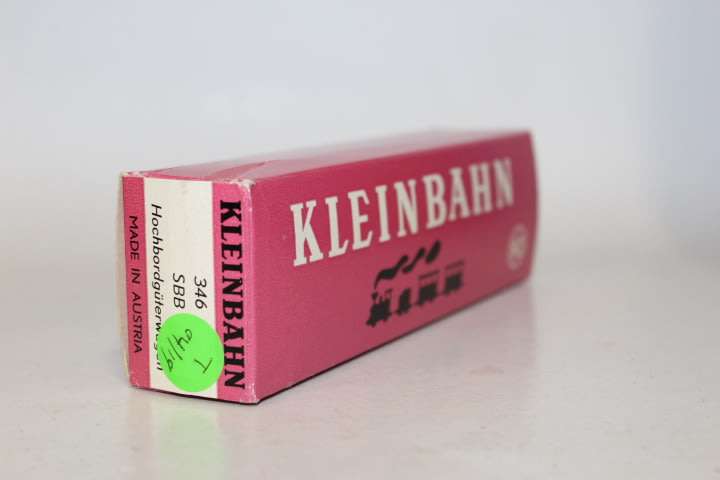 KLEINBAHN
KLEINBAHN
346
SBB
Hochbordgüterwagen
MADE IN AUSTRIA